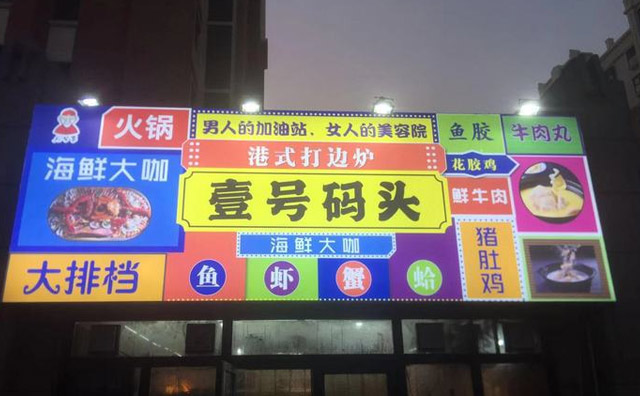 火锅
男人的加油站、女人的美容院
鱼胶
牛肉丸
海鲜大咖
港式打边炉
花胶鸡
壹号码头
鲜牛肉
海鲜大咖
猪肚鸡
大排档
鱼
虾
蟹
蛤